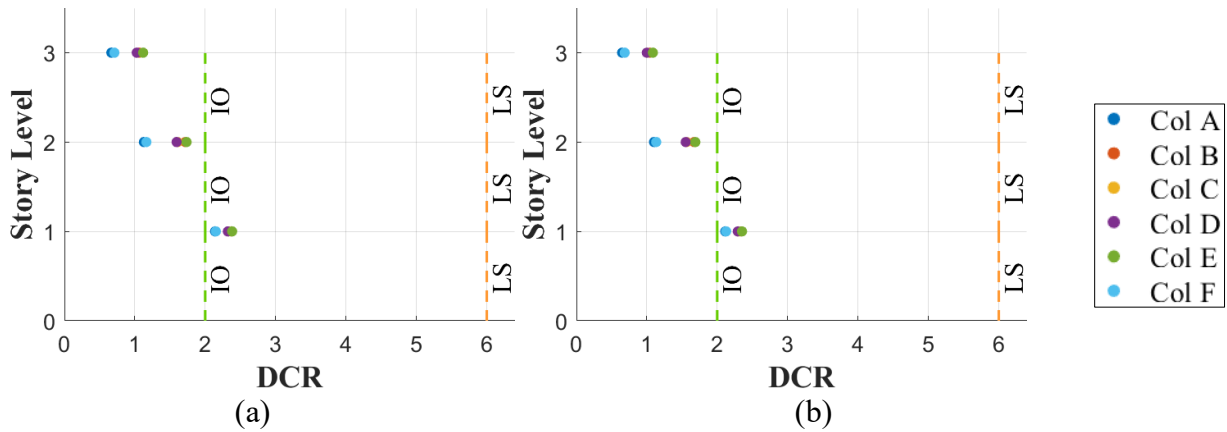 Story Level
3
2
1
0
IO
IO
IO
LS
LS
LS
0 1 2 3 4 5 6
DCR
(a)
Story Level
3
2
1
0
IO
IO
IO
LS
LS
LS
0 1 2 3 4 5 6
DCR
(b)
Col A
Col B
Col C
Col D
Col E
Col F